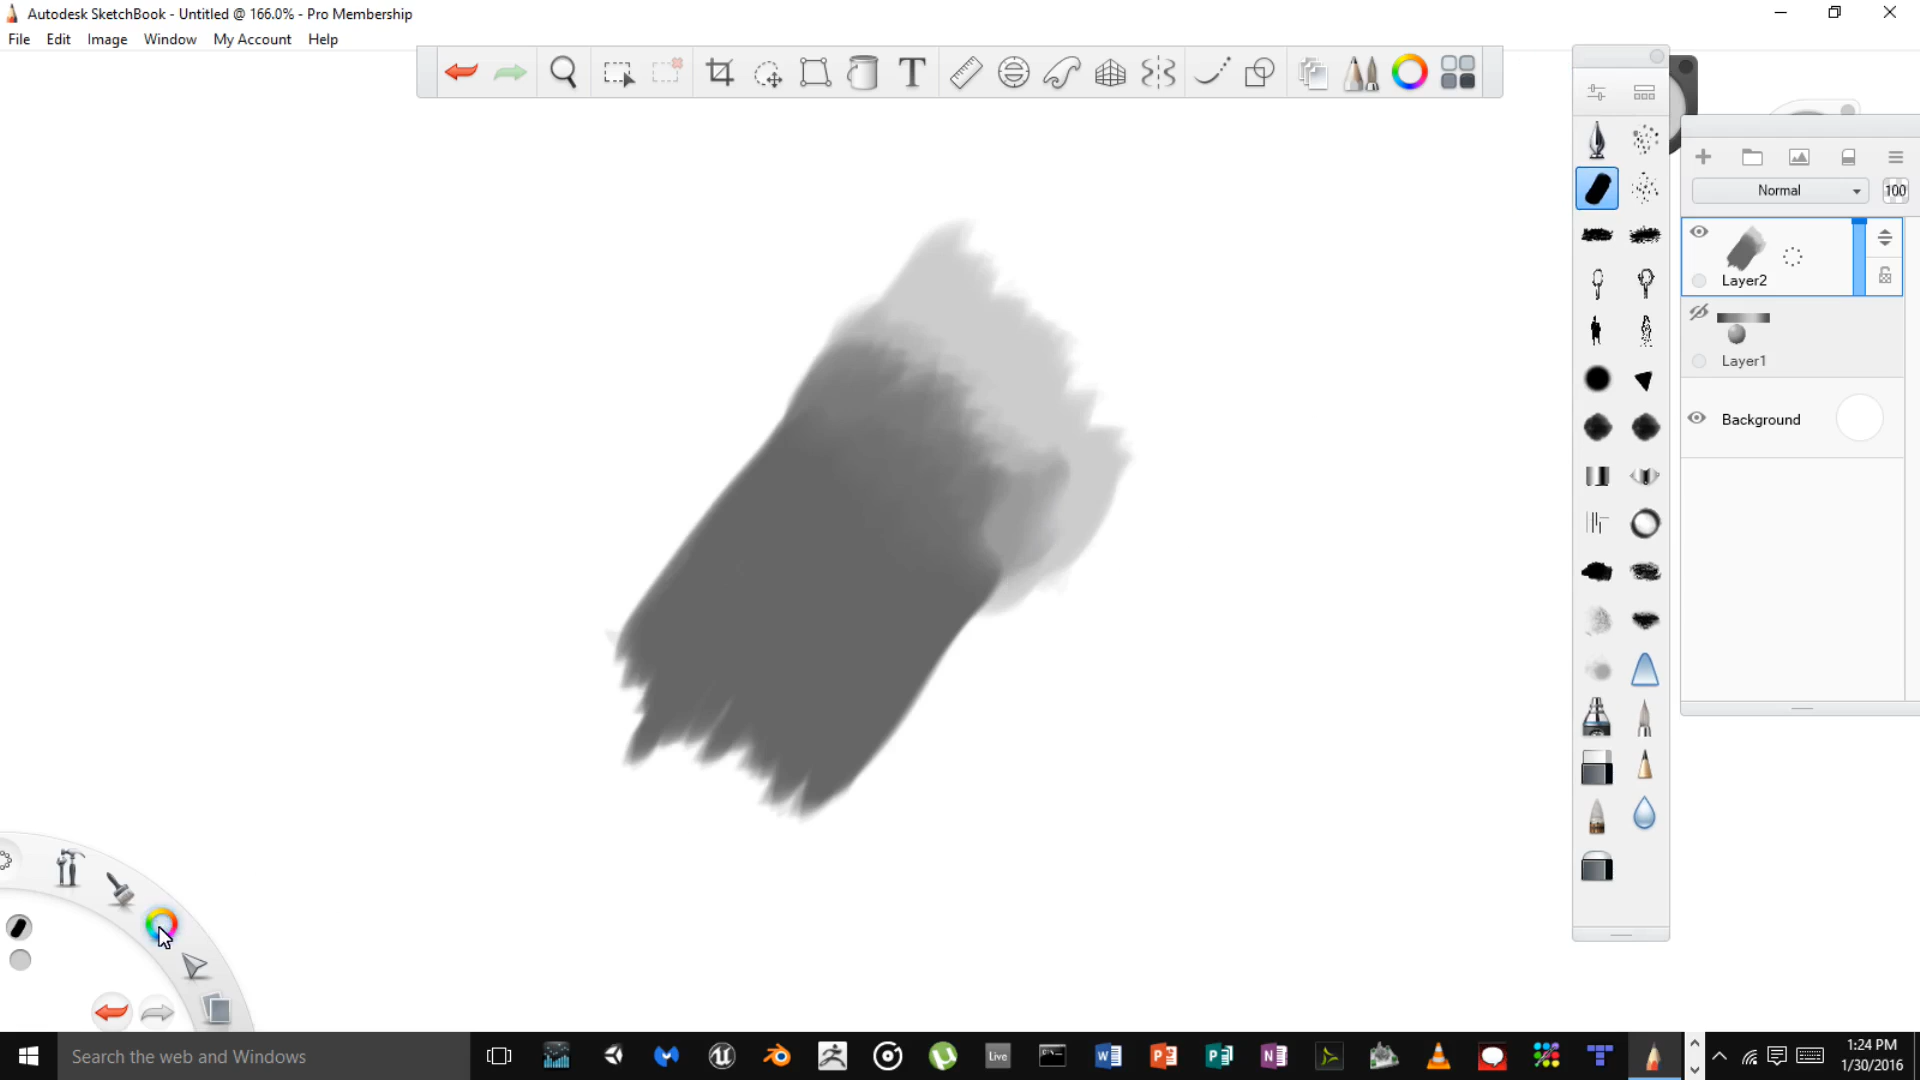 Autodesk SketchBook - Untitled @ 166.0% - Pro Membership
File Edit Image Window My Account Help
T
Normal 100
Layer2
Layer1
Background
Search the web and Windows
Live
1:24 PM
1/30/2016